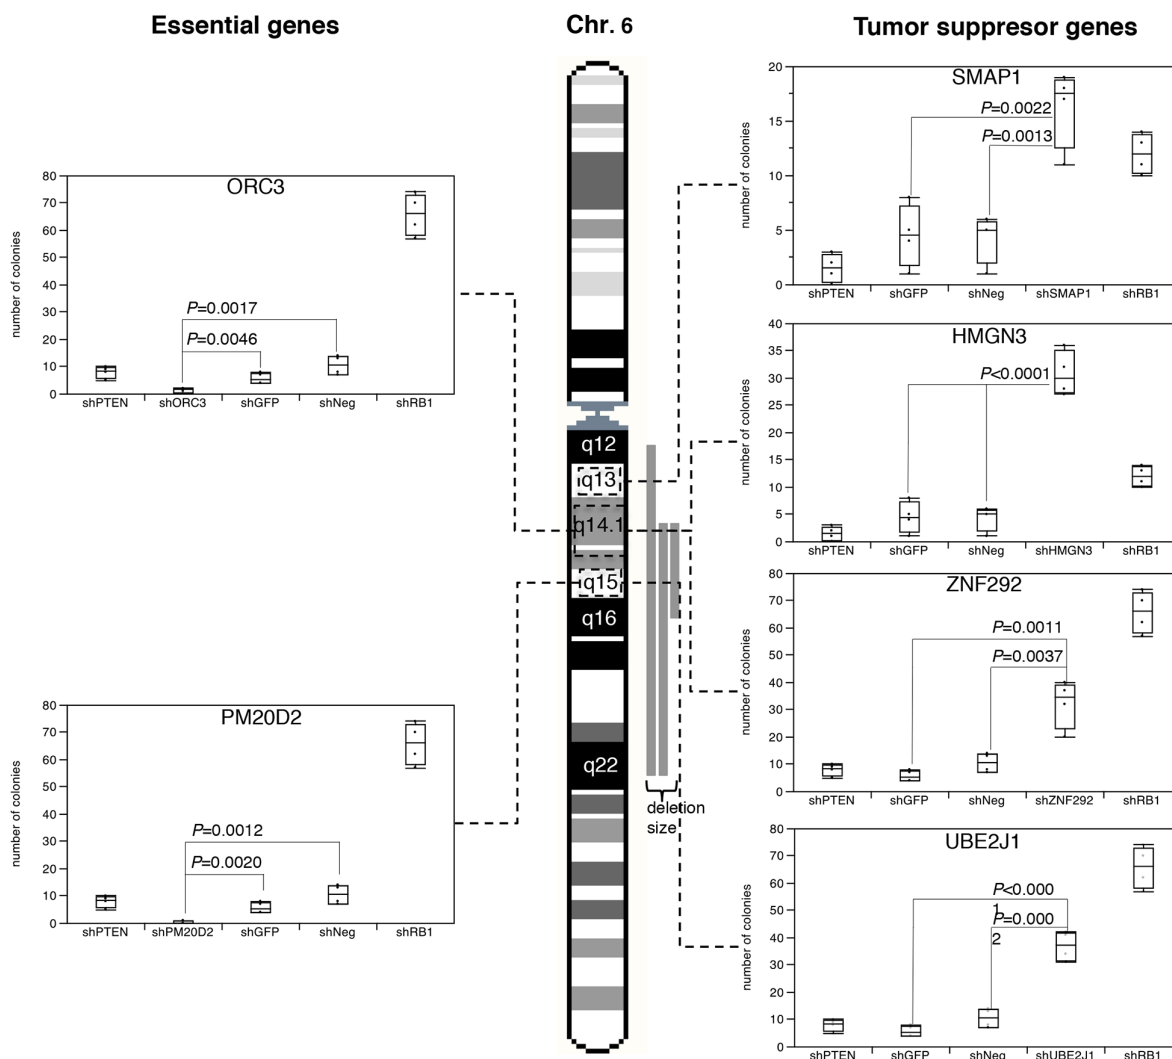 Essential genes
Chr. 6
Tumor suppresor genes
ORC3
number of colonies
80
70
60
50
40
30
20
10
0
P=0.0017
P=0.0046
shPTEN shORC3 shGFP shNeg shRB1
PM20D2
number of colonies
80
70
60
50
40
30
20
10
0
P=0.0012
P=0.0020
shPTEN shPM20D2 shGFP shNeg shRB1
q12
q13
q14.1
q15
q16
q22
deletion
size
SMAP1
number of colonies
20
15
10
5
0
P=0.0022
P=0.0013
shPTEN shGFP shNeg shSMAP1 shRB1
HMGN3
number of colonies
40
35
30
25
20
15
10
5
0
P<0.0001
shPTEN shGFP shNeg shHMGN3 shRB1
ZNF292
number of colonies
80
70
60
50
40
30
20
10
0
P=0.0011
P=0.0037
shPTEN shGFP shNeg shZNF292 shRB1
UBE2J1
number of colonies
80
70
60
50
40
30
20
10
0
P<0.000
1
P=0.000
2
shPTEN shGFP shNeg shUBE2J1 shRB1